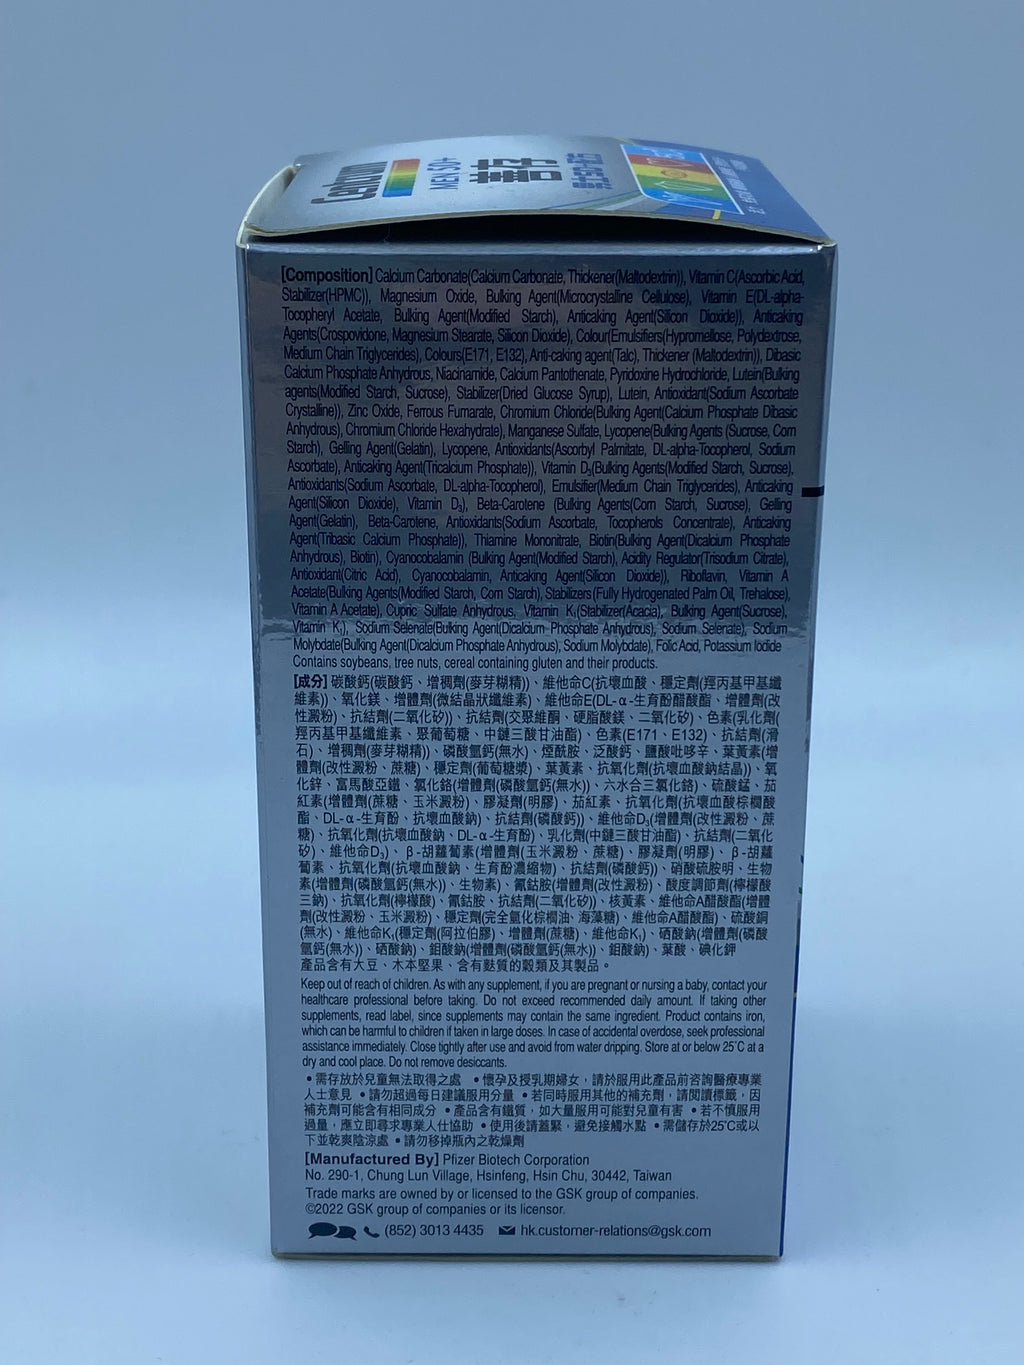 Centrum
MEN 50+
善存
[Composition] Calcium Carbonate(Calcium Carbonate, Thickener(Maltodextrin)), Vitamin C(Ascorbic Acid,
Stabilizer(HPMC)), Magnesium Oxide, Bulking Agent(Microcrystalline Cellulose), Vitamin E(DL-alpha-
Tocopheryl Acetate, Bulking Agent(Modified Starch), Anticaking Agent(Silicon Dioxide)), Anticaking
Agents(Crospovidone, Magnesium Stearate, Silicon Dioxide), Colour(Emulsifiers(Hypromellose, Polydextrose,
Medium Chain Triglycerides), Colours(E171, E132), Anti-caking agent(Talc), Thickener (Maltodextrin)), Dibasic
Calcium Phosphate Anhydrous, Niacinamide, Calcium Pantothenate, Pyridoxine Hydrochloride, Lutein(Bulking
agents(Modified Starch, Sucrose), Stabilizer(Dried Glucose Syrup), Lutein, Antioxidant(Sodium Ascorbate
Crystalline)), Zinc Oxide, Ferrous Fumarate, Chromium Chloride(Bulking Agent(Calcium Phosphate Dibasic
Anhydrous), Chromium Chloride Hexahydrate), Manganese Sulfate, Lycopene(Bulking Agents (Sucrose, Corn
Starch), Gelling Agent(Gelatin), Lycopene, Antioxidants(Ascorbyl Palmitate, DL-alpha-Tocopherol, Sodium
Ascorbate), Anticaking Agent(Tricalcium Phosphate)), Vitamin D₃(Bulking Agents(Modified Starch, Sucrose),
Antioxidants(Sodium Ascorbate, DL-alpha-Tocopherol), Emulsifier(Medium Chain Triglycerides), Anticaking
Agent(Silicon Dioxide), Vitamin D₃), Beta-Carotene (Bulking Agents(Corn Starch, Sucrose), Gelling
Agent(Gelatin), Beta-Carotene, Antioxidants(Sodium Ascorbate, Tocopherols Concentrate), Anticaking
Agent(Tribasic Calcium Phosphate)), Thiamine Mononitrate, Biotin(Bulking Agent(Dicalcium Phosphate
Anhydrous), Biotin), Cyanocobalamin (Bulking Agent(Modified Starch), Acidity Regulator(Trisodium Citrate),
Antioxidant(Citric Acid), Cyanocobalamin, Anticaking Agent(Silicon Dioxide)), Riboflavin, Vitamin A
Acetate(Bulking Agents(Modified Starch, Corn Starch), Stabilizers(Fully Hydrogenated Palm Oil, Trehalose),
Vitamin A Acetate), Cupric Sulfate Anhydrous, Vitamin K₁(Stabilizer(Acacia), Bulking Agent(Sucrose),
Vitamin K₁), Sodium Selenate(Bulking Agent(Dicalcium Phosphate Anhydrous), Sodium Selenate), Sodium
Molybdate(Bulking Agent(Dicalcium Phosphate Anhydrous), Sodium Molybdate), Folic Acid, Potassium Iodide
Contains soybeans, tree nuts, cereal containing gluten and their products.
[成分] 碳酸鈣(碳酸鈣、增稠劑(麥芽糊精))、維他命C(抗壞血酸、穩定劑(羥丙基甲基纖
維素))、氧化鎂、增體劑(微結晶狀纖維素)、維他命E(DL-α-生育酚醋酸酯、增體劑(改
性澱粉)、抗結劑(二氧化矽))、抗結劑(交聚維酮、硬脂酸鎂、二氧化矽)、色素(乳化劑(
羥丙基甲基纖維素、聚葡萄糖、中鏈三酸甘油酯)、色素(E171、E132)、抗結劑(滑
石)、增稠劑(麥芽糊精))、磷酸氫鈣(無水)、煙酰胺、泛酸鈣、鹽酸吡哆辛、葉黃素(增
體劑(改性澱粉、蔗糖)、穩定劑(葡萄糖漿)、葉黃素、抗氧化劑(抗壞血酸鈉結晶))、氧
化鋅、富馬酸亞鐵、氯化鉻(增體劑(磷酸氫鈣(無水))、六水合三氯化鉻)、硫酸錳、茄
紅素(增體劑(蔗糖、玉米澱粉)、膠凝劑(明膠)、茄紅素、抗氧化劑(抗壞血酸棕櫚酸
酯、DL-α-生育酚、抗壞血酸鈉)、抗結劑(磷酸鈣))、維他命D₃(增體劑(改性澱粉、蔗
糖)、抗氧化劑(抗壞血酸鈉、DL-α-生育酚)、乳化劑(中鏈三酸甘油酯)、抗結劑(二氧化
矽)、維他命D₃)、β-胡蘿蔔素(增體劑(玉米澱粉、蔗糖)、膠凝劑(明膠)、β-胡蘿
蔔素、抗氧化劑(抗壞血酸鈉、生育酚濃縮物)、抗結劑(磷酸鈣))、硝酸硫胺明、生物
素(增體劑(磷酸氫鈣(無水))、生物素)、氰鈷胺(增體劑(改性澱粉)、酸度調節劑(檸檬酸
三鈉)、抗氧化劑(檸檬酸)、氰鈷胺、抗結劑(二氧化矽))、核黃素、維他命A醋酸酯(增體
劑(改性澱粉、玉米澱粉)、穩定劑(完全氫化棕櫚油、海藻糖)、維他命A醋酸酯)、硫酸銅
(無水)、維他命K₁(穩定劑(阿拉伯膠)、增體劑(蔗糖)、維他命K₁)、硒酸鈉(增體劑(磷酸
氫鈣(無水))、硒酸鈉)、鉬酸鈉(增體劑(磷酸氫鈣(無水))、鉬酸鈉)、葉酸、碘化鉀
產品含有大豆、木本堅果、含有麩質的穀類及其製品。
Keep out of reach of children. As with any supplement, if you are pregnant or nursing a baby, contact your
healthcare professional before taking. Do not exceed recommended daily amount. If taking other
supplements, read label, since supplements may contain the same ingredient. Product contains iron,
which can be harmful to children if taken in large doses. In case of accidental overdose, seek professional
assistance immediately. Close tightly after use and avoid from water dripping. Store at or below 25˚C at a
dry and cool place. Do not remove desiccants.
•需存放於兒童無法取得之處 •懷孕及授乳期婦女，請於服用此產品前咨詢醫療專業
人士意見 •請勿超過每日建議服用分量 •若同時服用其他的補充劑，請閱讀標籤，因
補充劑可能含有相同成分 •產品含有鐵質，如大量服用可能對兒童有害 •若不慎服用
過量，應立即尋求專業人仕協助 •使用後請蓋緊，避免接觸水點 •需儲存於25˚C或以
下並乾爽陰涼處 •請勿移掉瓶內之乾燥劑
[Manufactured By] Pfizer Biotech Corporation
No. 290-1, Chung Lun Village, Hsinfeng, Hsin Chu, 30442, Taiwan
Trade marks are owned by or licensed to the GSK group of companies.
©2022 GSK group of companies or its licensor.
(852) 3013 4435 hk.customer-relations@gsk.com